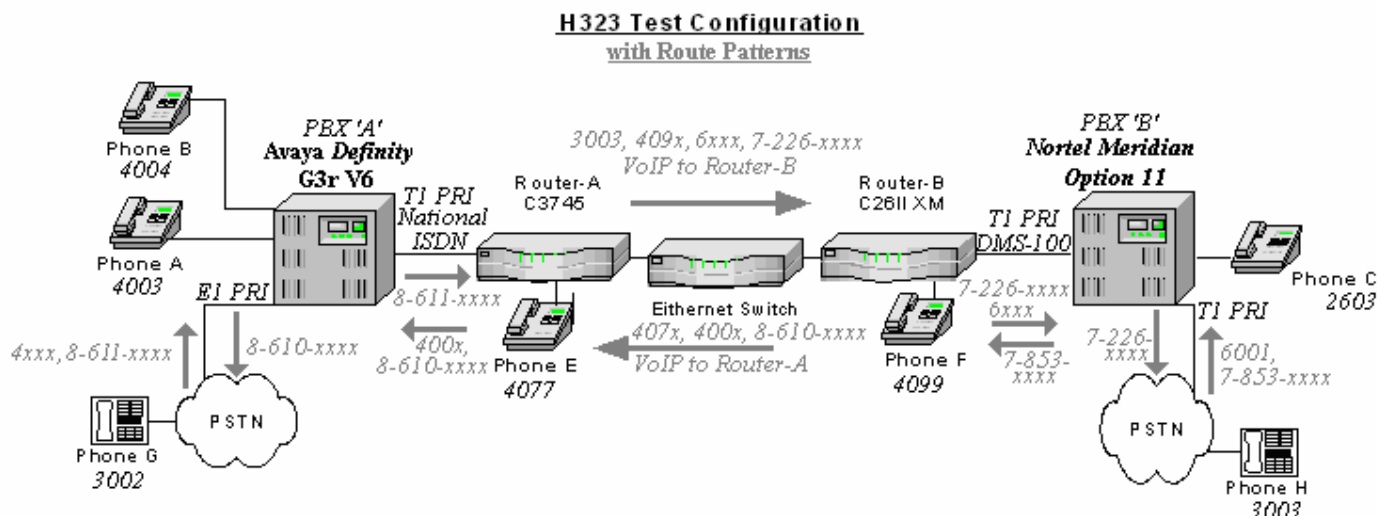 H323 Test Configuration
with Route Patterns
Phone B
4004
Phone A
4003
PBX 'A'
Avaya Definity
G3r V6
T1 PRI
National
ISDN
E1 PRI
4xxx, 8-611-xxxx
8-610-xxxx
PSTN
Phone G
3002
8-611-xxxx
400x,
8-610-xxxx
Router-A
C3745
Phone E
4077
3003, 409x, 6xxx, 7-226-xxxx
VoIP to Router-B
Eithernet Switch
407x, 400x, 8-610-xxxx
VoIP to Router-A
Router-B
C2611 XM
Phone F
4099
T1 PRI
DMS-100
7-226-xxxx
6xxx
7-853-
xxxx
PBX 'B'
Nortel Meridian
Option 11
Phone C
2603
T1 PRI
7-226-
xxxx
6001,
7-853-xxxx
PSTN
Phone H
3003